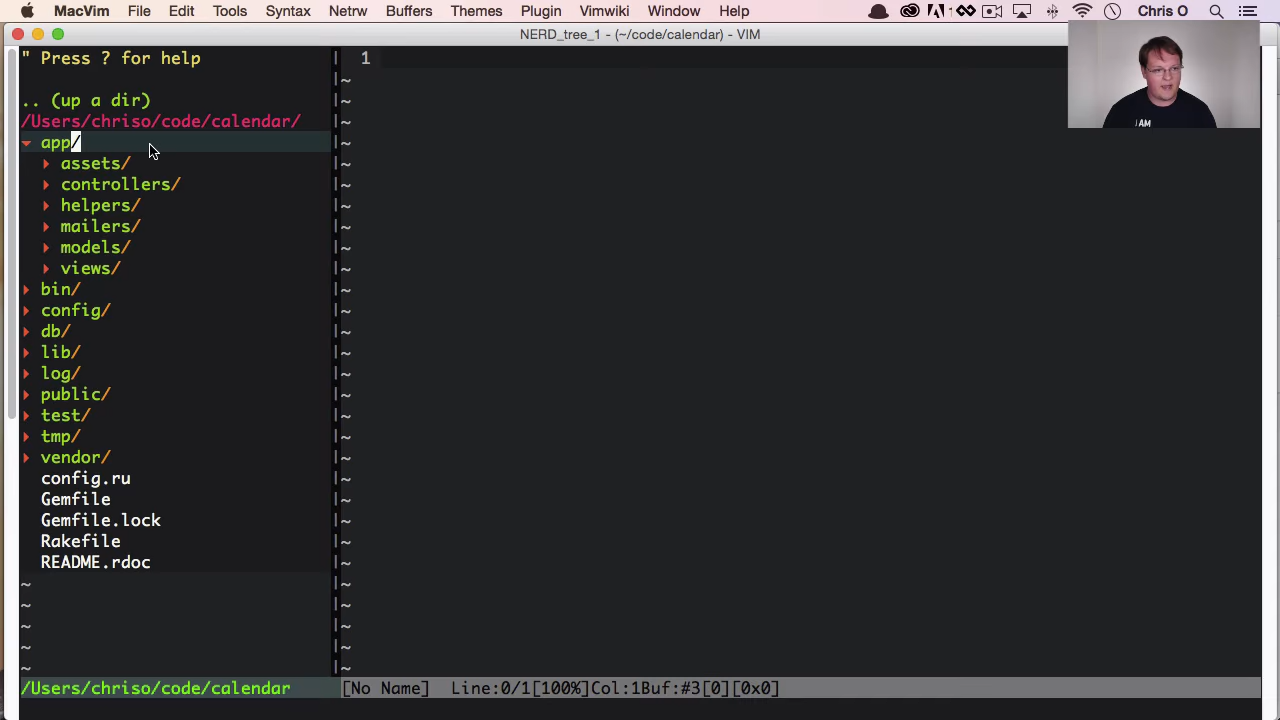 MacVim File Edit Tools Syntax Netrw Buffers Themes Plugin Vimwiki Window Help Chris O
NERD_tree_1 - (~/code/calendar) - VIM
" Press ? for help
1
.. (up a dir)
/Users/chriso/code/calendar/
app/
assets/
controllers/
helpers/
mailers/
models/
views/
bin/
config/
db/
lib/
log/
public/
test/
tmp/
vendor/
config.ru
Gemfile
Gemfile.lock
Rakefile
README.rdoc
/Users/chriso/code/calendar
[No Name] Line:0/1[100%]Col:1Buf:#3[0][0x0]
I AM